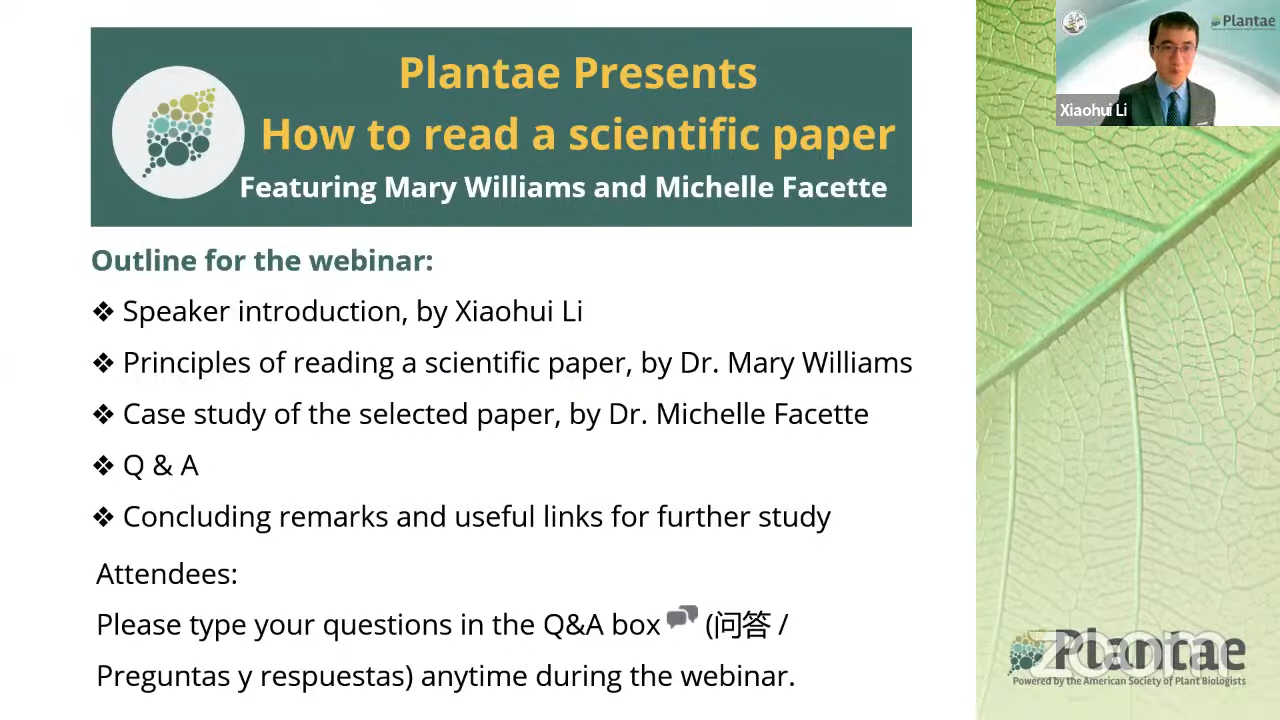 Plantae Presents
How to read a scientific paper
Featuring Mary Williams and Michelle Facette
Outline for the webinar:
❖ Speaker introduction, by Xiaohui Li
❖ Principles of reading a scientific paper, by Dr. Mary Williams
❖ Case study of the selected paper, by Dr. Michelle Facette
❖ Q & A
❖ Concluding remarks and useful links for further study
Attendees:
Please type your questions in the Q&A box (问答 /
Preguntas y respuestas) anytime during the webinar.
Plantae
Xiaohui Li
zoom
Plantae
Powered by the American Society of Plant Biologists